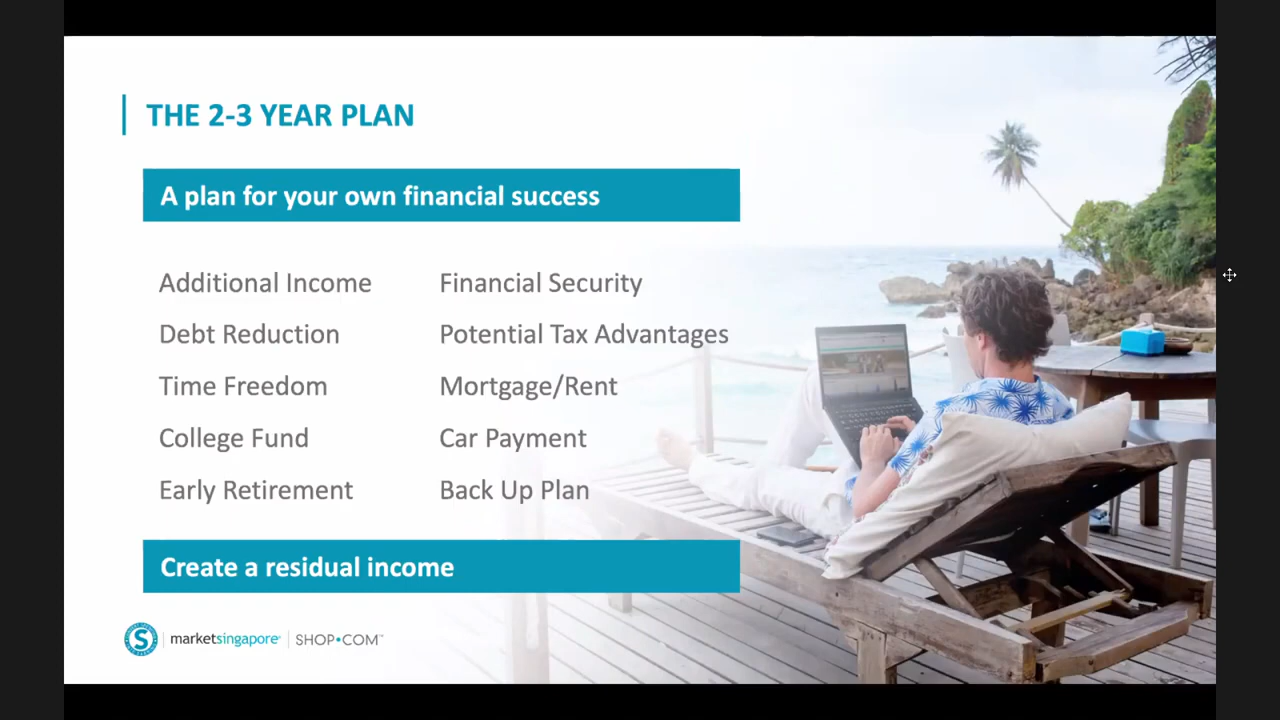 THE 2-3 YEAR PLAN
A plan for your own financial success
Additional Income
Debt Reduction
Time Freedom
College Fund
Early Retirement
Financial Security
Potential Tax Advantages
Mortgage/Rent
Car Payment
Back Up Plan
Create a residual income
S marketsingapore® SHOP•COM™